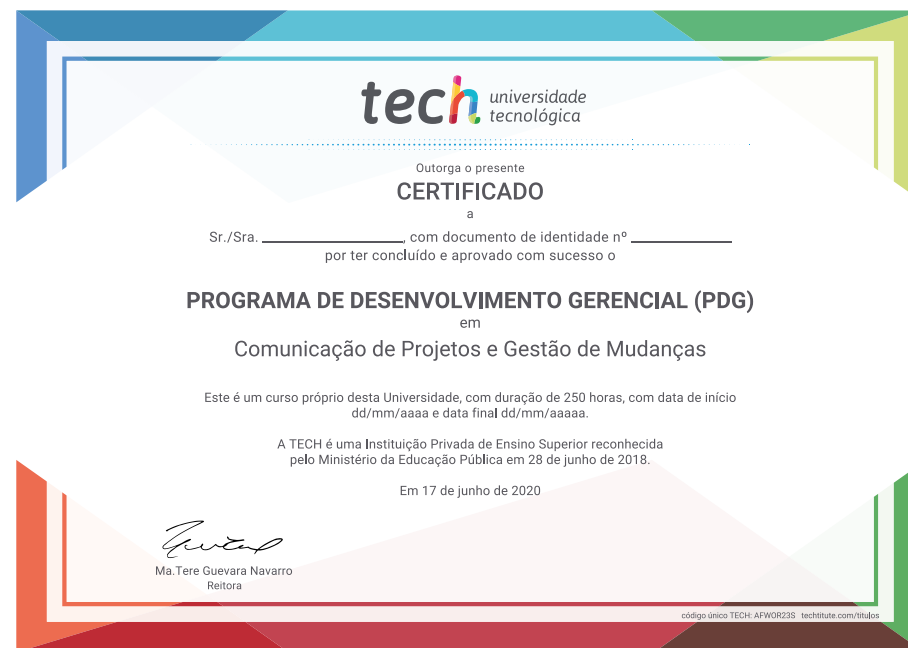 tech universidade
tecnológica
Outorga o presente
CERTIFICADO
a
Sr./Sra. ____________, com documento de identidade nº ____________
por ter concluído e aprovado com sucesso o
PROGRAMA DE DESENVOLVIMENTO GERENCIAL (PDG)
em
Comunicação de Projetos e Gestão de Mudanças
Este é um curso próprio desta Universidade, com duração de 250 horas, com data de início
dd/mm/aaaa e data final dd/mm/aaaaa.
A TECH é uma Instituição Privada de Ensino Superior reconhecida
pelo Ministério da Educação Pública em 28 de junho de 2018.
Em 17 de junho de 2020
Ma.Tere Guevara Navarro
Reitora
código único TECH: AFWOR23S techtitute.com/titulos